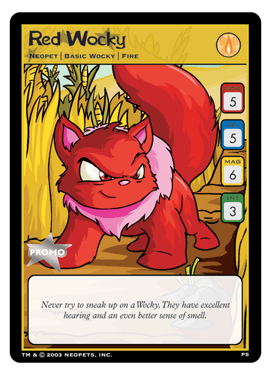 Red Wocky
Neopet | Basic Wocky | Fire
5
5
MAG
6
INT
3
PROMO
Never try to sneak up on a Wocky. They have excellent
hearing and an even better sense of smell.
TM & © 2003 NEOPETS, INC.
P5